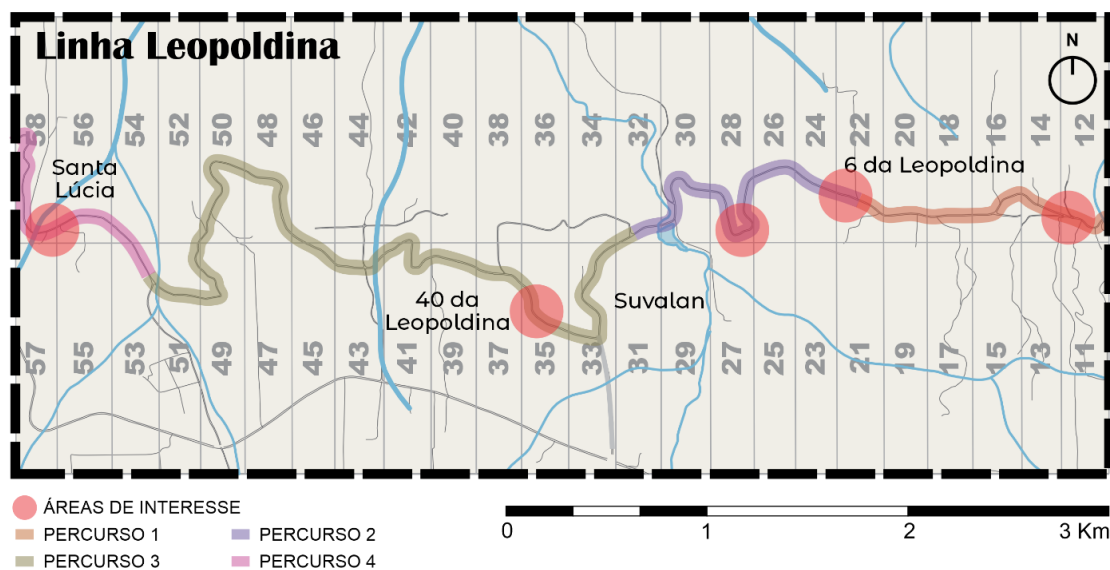 Linha Leopoldina
N
58 56 54 52 50 48 46 44 42 40 38 36 34 32 30 28 26 24 22 20 18 16 14 12
Santa
Lúcia
6 da Leopoldina
40 da
Leopoldina
Suvalan
57 55 53 51 49 47 45 43 41 39 37 35 33 31 29 27 25 23 21 19 17 15 13 11
ÁREAS DE INTERESSE
PERCURSO 1
PERCURSO 2
PERCURSO 3
PERCURSO 4
0 1 2 3 Km